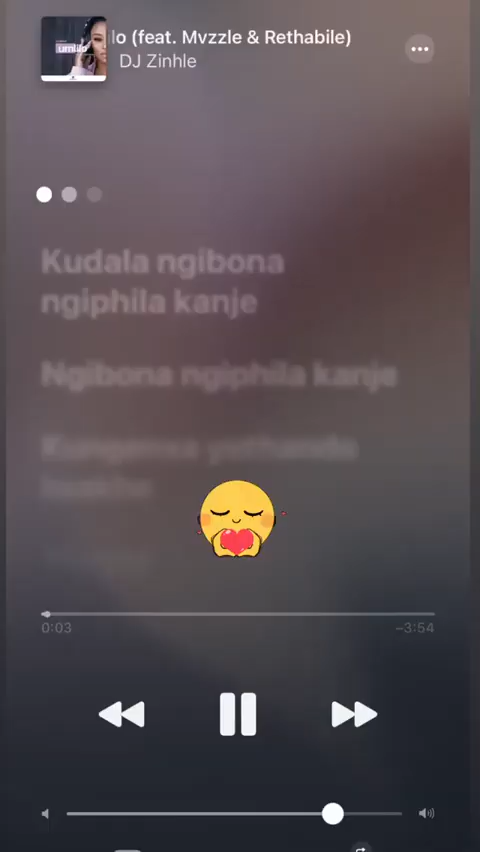 umlilo
lo (feat. Mvzzle & Rethabile)
DJ Zinhle
Kudala ngibona
ngiphila kanje
Ngibona ngiphila kanje
0:03
-3:54